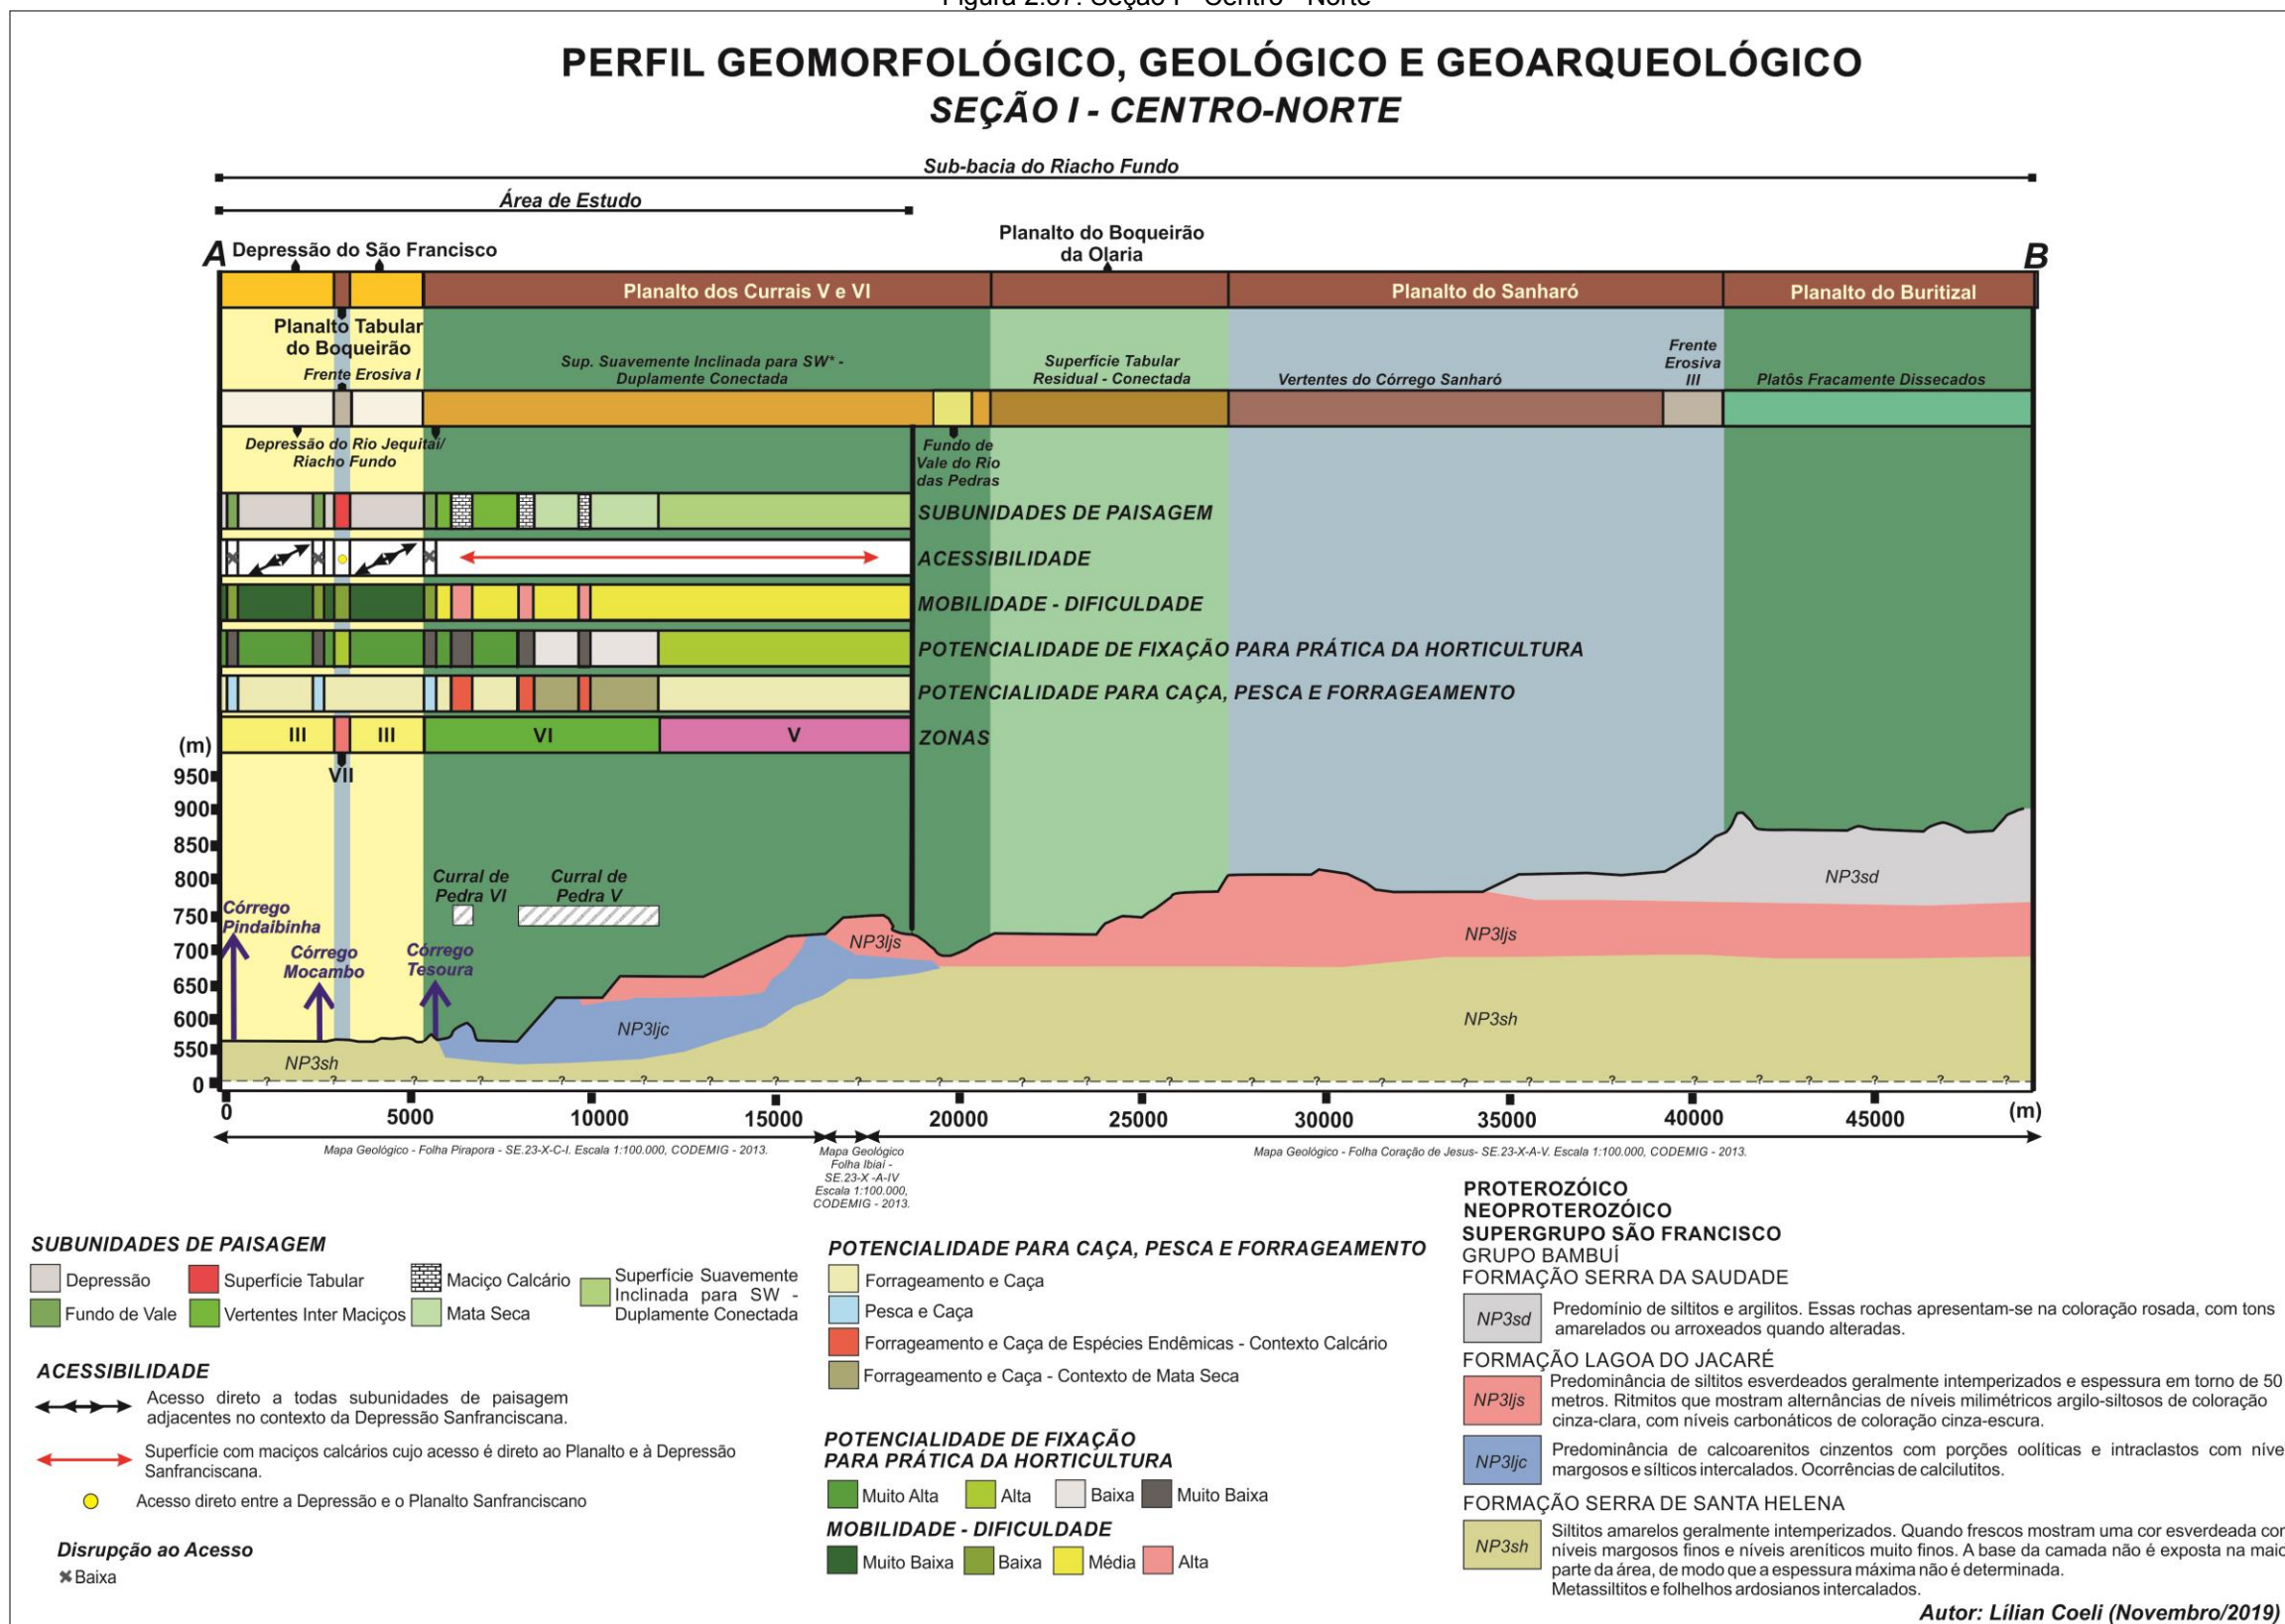 Figura 2.67: Seção I - Centro - Norte
PERFIL GEOMORFOLÓGICO, GEOLÓGICO E GEOARQUEOLÓGICO
SEÇÃO I - CENTRO-NORTE
Sub-bacia do Riacho Fundo
Área de Estudo
A
Depressão do São Francisco
Planalto do Boqueirão
da Olaria
B
Planalto dos Currais V e VI
Planalto do Sanharó
Planalto do Buritizal
Planalto Tabular
do Boqueirão
Frente Erosiva I
Sup. Suavemente Inclinada para SW* -
Duplamente Conectada
Superfície Tabular
Residual - Conectada
Vertentes do Córrego Sanharó
Frente
Erosiva
III
Platôs Fracamente Dissecados
Depressão do Rio Jequitaí/
Riacho Fundo
Fundo de
Vale do Rio
das Pedras
SUBUNIDADES DE PAISAGEM
ACESSIBILIDADE
MOBILIDADE - DIFICULDADE
POTENCIALIDADE DE FIXAÇÃO PARA PRÁTICA DA HORTICULTURA
POTENCIALIDADE PARA CAÇA, PESCA E FORRAGEAMENTO
III
III
VI
V
ZONAS
VII
(m)
950
900
850
800
750
700
650
600
550
0
Córrego
Pindaibinha
Córrego
Mocambo
Córrego
Tesoura
Curral de
Pedra VI
Curral de
Pedra V
NP3ljs
NP3sd
NP3ljs
NP3ljc
NP3sh
NP3sh
? ? ? ? ? ? ? ? ? ? ? ? ? ? ? ? ? ? ? ? ? ? ?
0 5000 10000 15000 20000 25000 30000 35000 40000 45000 (m)
Mapa Geológico - Folha Pirapora - SE.23-X-C-I. Escala 1:100.000, CODEMIG - 2013.
Mapa Geológico
Folha Ibiaí -
SE.23-X -A-IV
Escala 1:100.000,
CODEMIG - 2013.
Mapa Geológico - Folha Coração de Jesus- SE.23-X-A-V. Escala 1:100.000, CODEMIG - 2013.
SUBUNIDADES DE PAISAGEM
Depressão
Superfície Tabular
Maciço Calcário
Superfície Suavemente
Inclinada para SW -
Duplamente Conectada
Fundo de Vale
Vertentes Inter Maciços
Mata Seca
ACESSIBILIDADE
Acesso direto a todas subunidades de paisagem
adjacentes no contexto da Depressão Sanfranciscana.
Superfície com maciços calcários cujo acesso é direto ao Planalto e à Depressão
Sanfranciscana.
Acesso direto entre a Depressão e o Planalto Sanfranciscano
Disrupção ao Acesso
Baixa
POTENCIALIDADE PARA CAÇA, PESCA E FORRAGEAMENTO
Forrageamento e Caça
Pesca e Caça
Forrageamento e Caça de Espécies Endêmicas - Contexto Calcário
Forrageamento e Caça - Contexto de Mata Seca
POTENCIALIDADE DE FIXAÇÃO
PARA PRÁTICA DA HORTICULTURA
Muito Alta
Alta
Baixa
Muito Baixa
MOBILIDADE - DIFICULDADE
Muito Baixa
Baixa
Média
Alta
PROTEROZÓICO
NEOPROTEROZÓICO
SUPERGRUPO SÃO FRANCISCO
GRUPO BAMBUÍ
FORMAÇÃO SERRA DA SAUDADE
NP3sd
Predomínio de siltitos e argilitos. Essas rochas apresentam-se na coloração rosada, com tons
amarelados ou arroxeados quando alteradas.
FORMAÇÃO LAGOA DO JACARÉ
NP3ljs
Predominância de siltitos esverdeados geralmente intemperizados e espessura em torno de 50
metros. Ritmitos que mostram alternâncias de níveis milimétricos argilo-siltosos de coloração
cinza-clara, com níveis carbonáticos de coloração cinza-escura.
NP3ljc
Predominância de calcoarenitos cinzentos com porções oolíticas e intraclastos com níve
margosos e sílticos intercalados. Ocorrências de calcilutitos.
FORMAÇÃO SERRA DE SANTA HELENA
NP3sh
Siltitos amarelos geralmente intemperizados. Quando frescos mostram uma cor esverdeada cor
níveis margosos finos e níveis areníticos muito finos. A base da camada não é exposta na maio
parte da área, de modo que a espessura máxima não é determinada.
Metassiltitos e folhelhos ardosianos intercalados.
Autor: Lílian Coeli (Novembro/2019)